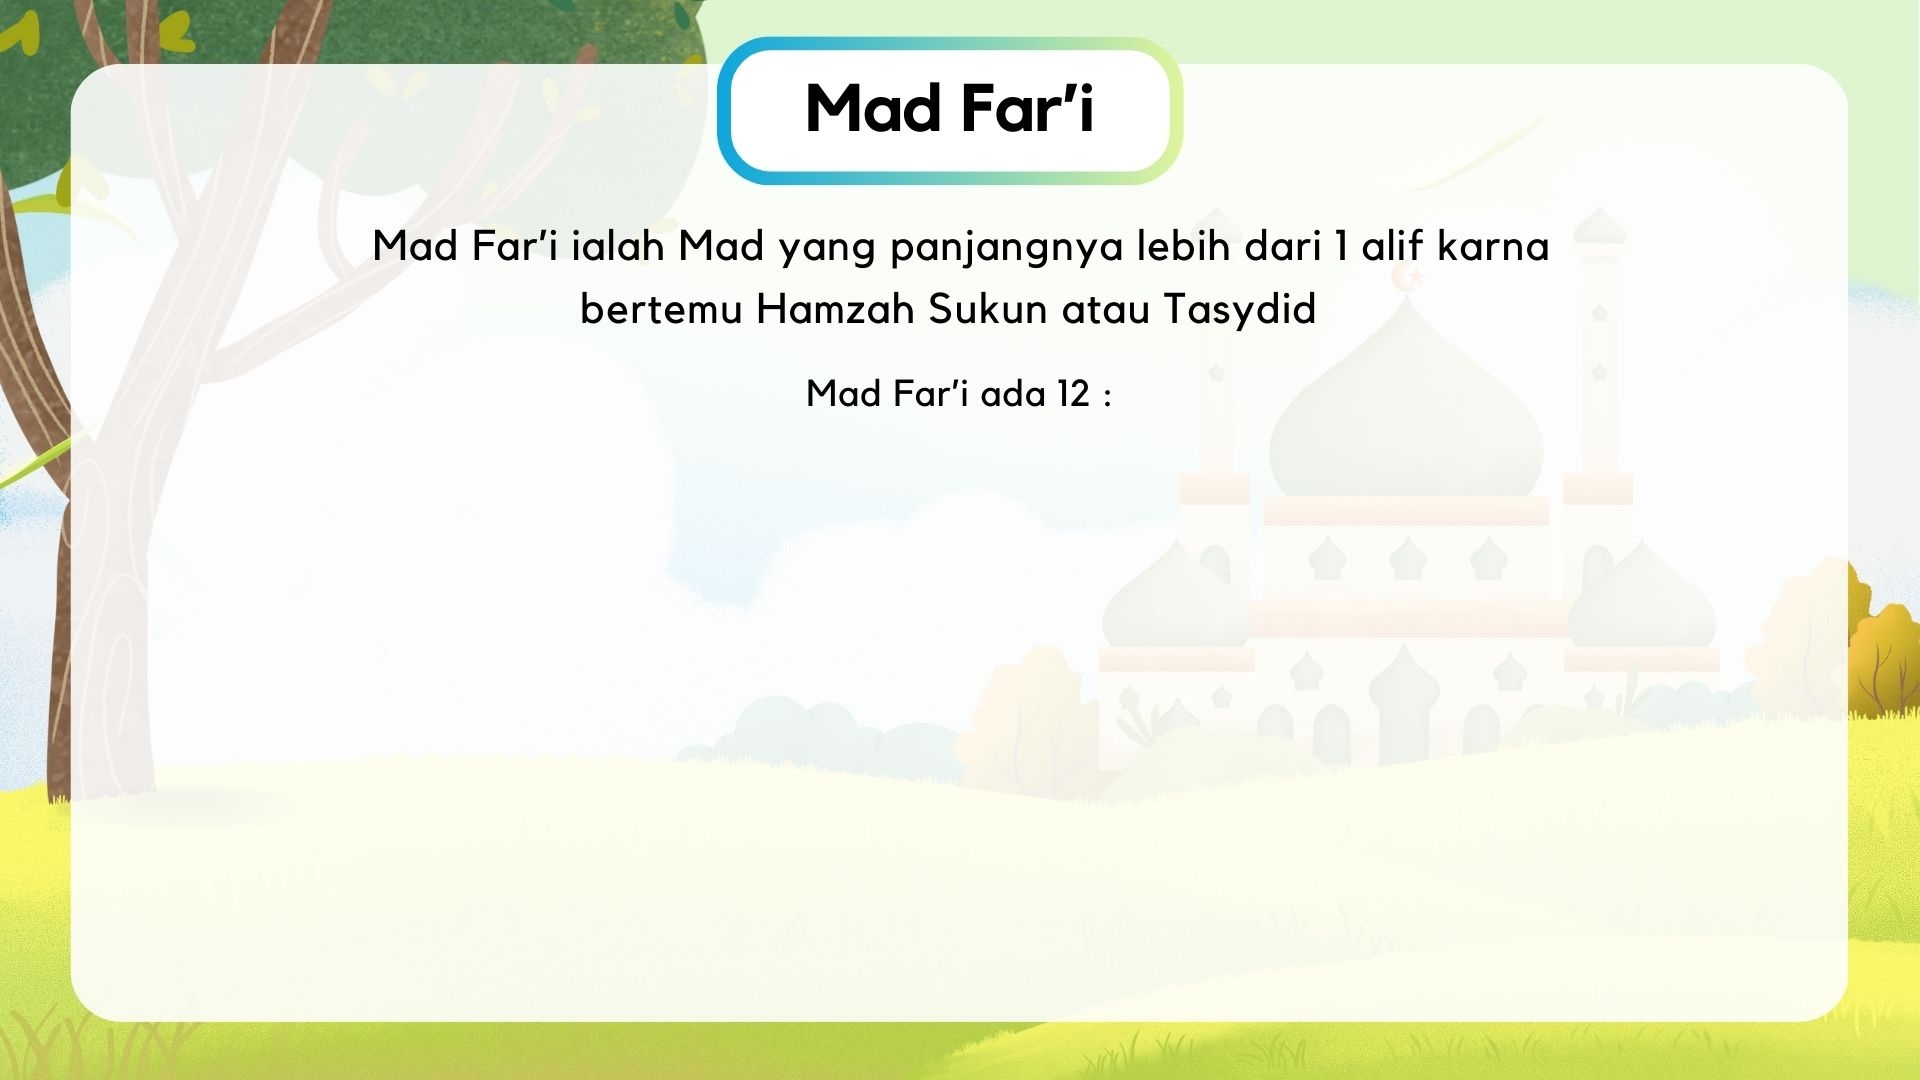 Mad Far'i
Mad Far'i ialah Mad yang panjangnya lebih dari 1 alif karna
bertemu Hamzah Sukun atau Tasydid
Mad Far'i ada 12 :